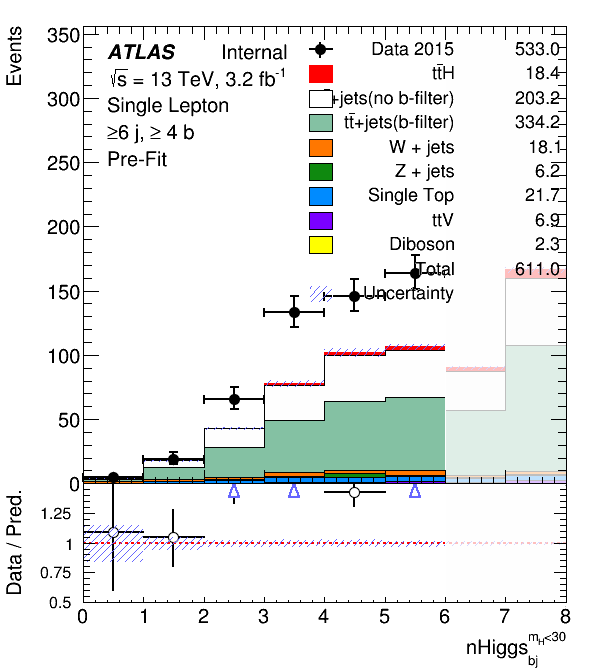 Events
350
300
250
200
150
100
50
0
ATLAS Internal
√s = 13 TeV, 3.2 fb-1
Single Lepton
≥6 j, ≥ 4 b
Pre-Fit
Data 2015 533.0
tt̄H 18.4
+jets(no b-filter) 203.2
tt̄+jets(b-filter) 334.2
W + jets 18.1
Z + jets 6.2
Single Top 21.7
ttV 6.9
Diboson 2.3
Total 611.0
Uncertainty
Data / Pred.
1.25
1
0.75
0.5
0 1 2 3 4 5 6 7 8
nHiggs_bj^m_H<30